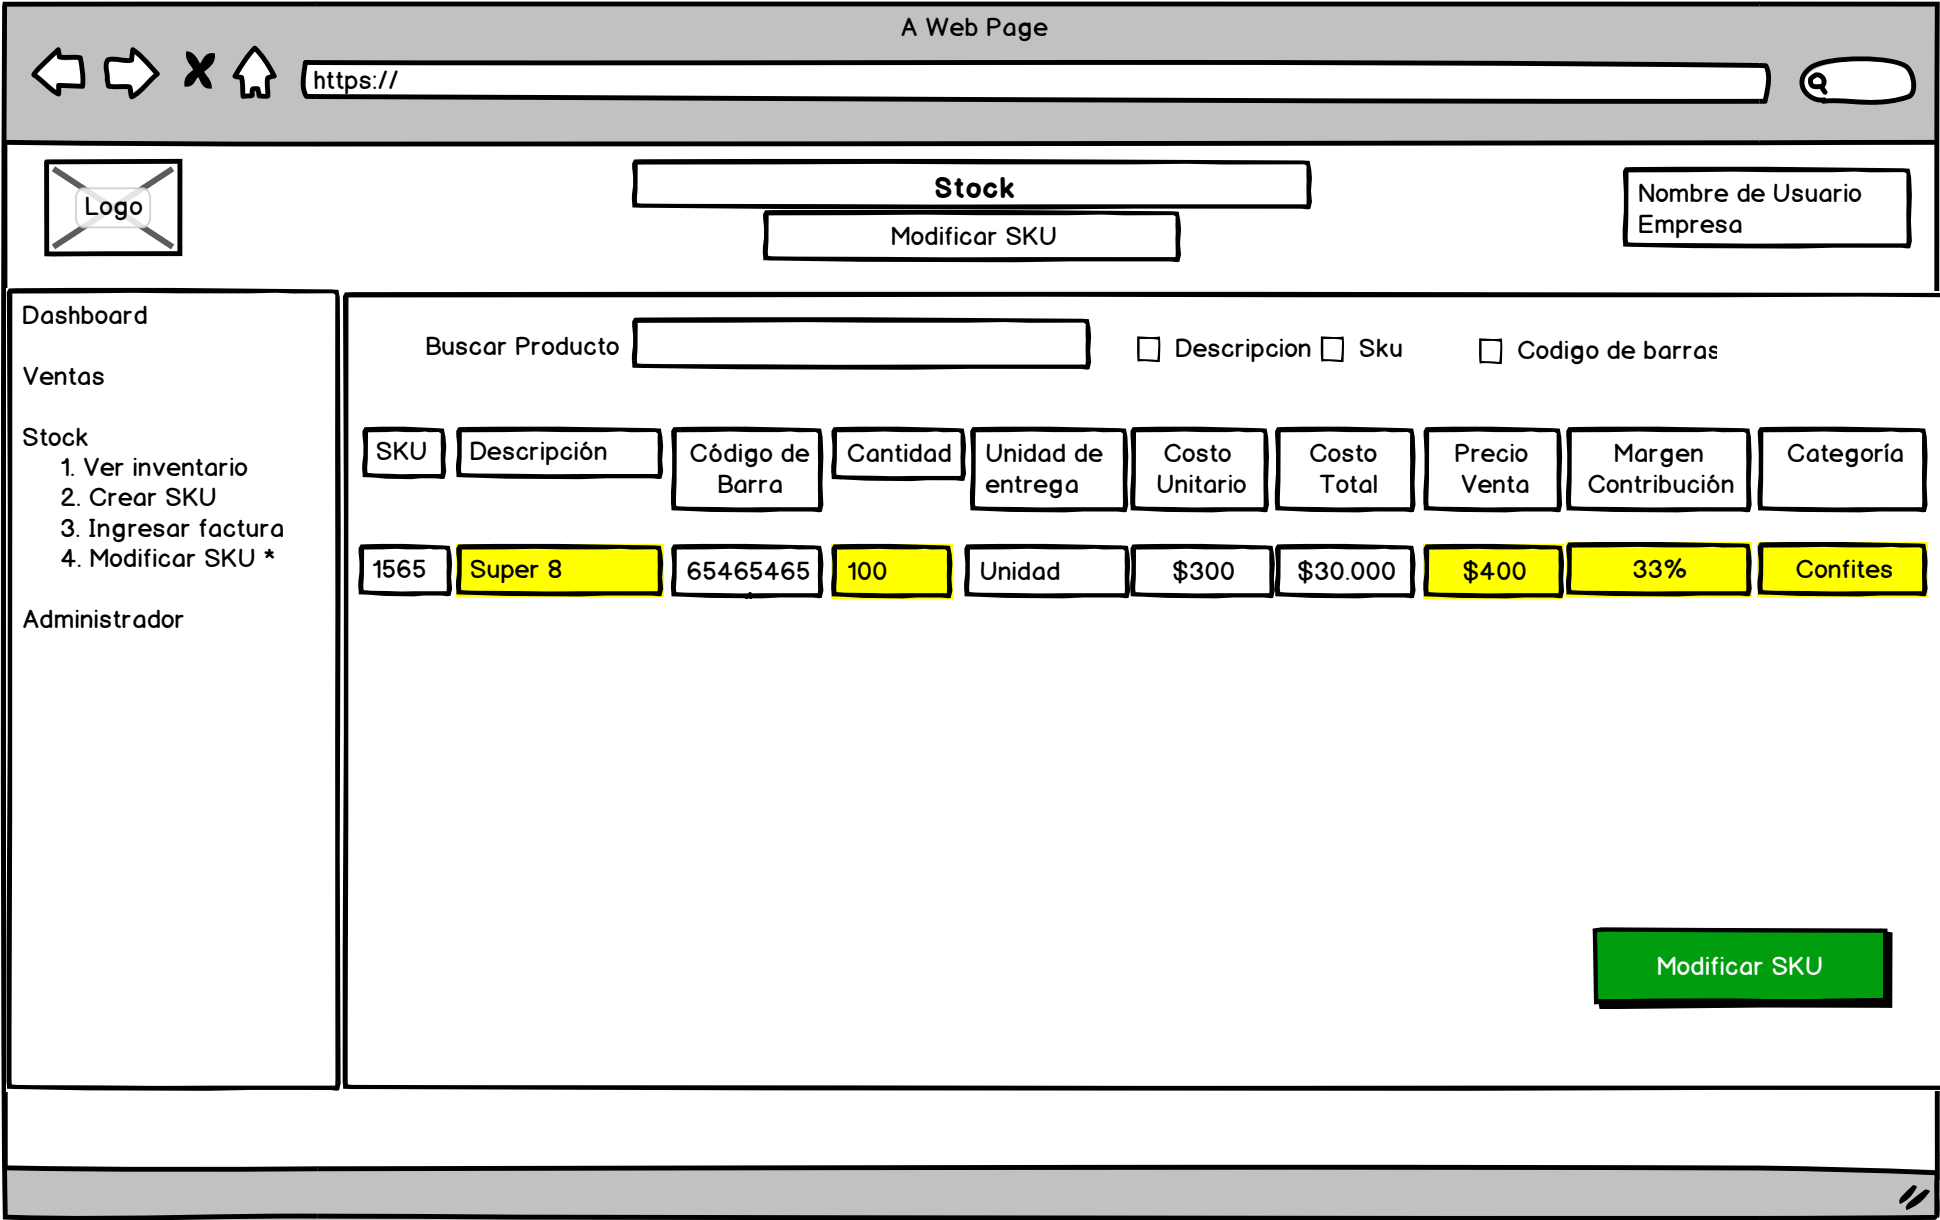 A Web Page
https://
Logo
Stock
Modificar SKU
Nombre de Usuario
Empresa
Dashboard
Ventas
Stock
1. Ver inventario
2. Crear SKU
3. Ingresar factura
4. Modificar SKU *
Administrador
Buscar Producto
Descripcion
Sku
Codigo de barras
SKU
Descripción
Código de
Barra
Cantidad
Unidad de
entrega
Costo
Unitario
Costo
Total
Precio
Venta
Margen
Contribución
Categoría
1565
Super 8
65465465
100
Unidad
$300
$30.000
$400
33%
Confites
Modificar SKU